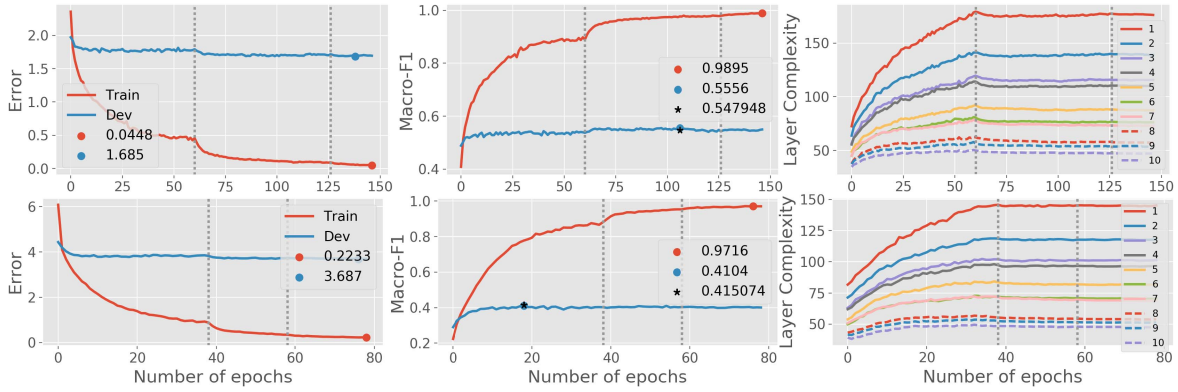 Error
2.0
1.5
1.0
0.5
0.0
Train
Dev
0.0448
1.685
0 25 50 75 100 125 150
Macro-F1
1.0
0.8
0.6
0.4
0.9895
0.5556
0.547948
0 25 50 75 100 125 150
Layer Complexity
150
100
50
1
2
3
4
5
6
7
8
9
10
0 25 50 75 100 125 150
Error
6
4
2
0
Train
Dev
0.2233
3.687
0 20 40 60 80
Number of epochs
Macro-F1
1.0
0.8
0.6
0.4
0.2
0.9716
0.4104
0.415074
0 20 40 60 80
Number of epochs
Layer Complexity
150
125
100
75
50
1
2
3
4
5
6
7
8
9
10
0 20 40 60 80
Number of epochs